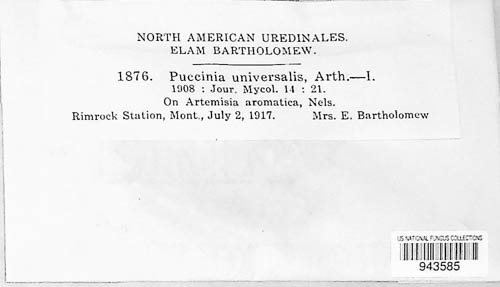 NORTH AMERICAN UREDINALES.
ELAM BARTHOLOMEW.
1876. Puccinia universalis, Arth.—I.
1908 : Jour. Mycol. 14 : 21.
On Artemisia aromatica, Nels.
Rimrock Station, Mont., July 2, 1917. Mrs. E. Bartholomew
US NATIONAL FUNGUS COLLECTIONS
943585